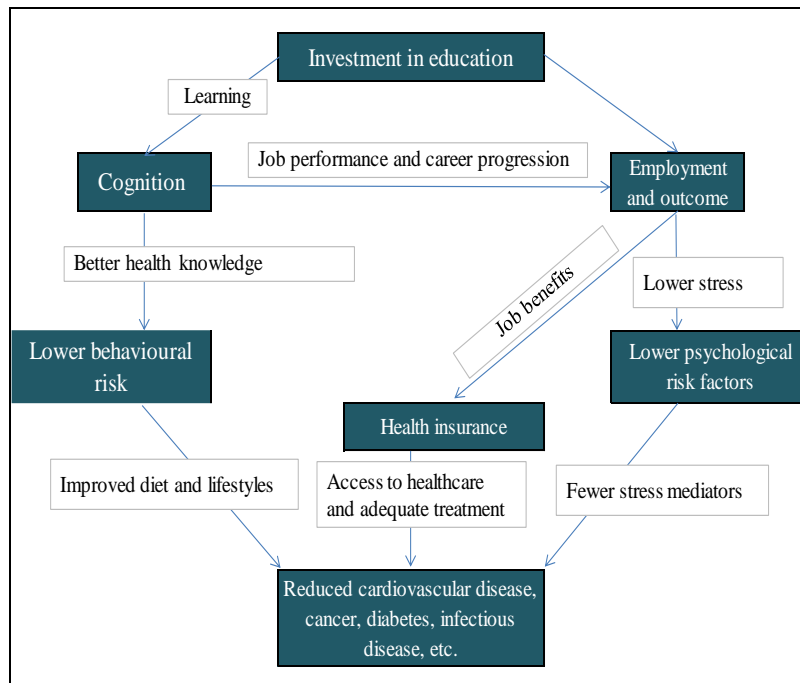 Investment in education
Learning
Job performance and career progression
Cognition
Employment
and outcome
Better health knowledge
Job benefits
Lower stress
Lower behavioural
risk
Lower psychological
risk factors
Health insurance
Improved diet and lifestyles
Access to healthcare
and adequate treatment
Fewer stress mediators
Reduced cardiovascular disease,
cancer, diabetes, infectious
disease, etc.